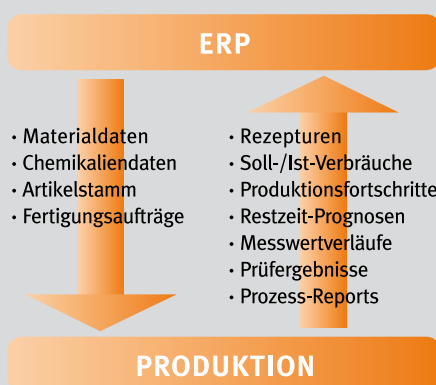 ERP
· Materialdaten
· Chemikaliendaten
· Artikelstamm
· Fertigungsaufträge
· Rezepturen
· Soll-/Ist-Verbräuche
· Produktionsfortschritte
· Restzeit-Prognosen
· Messwertverläufe
· Prüfergebnisse
· Prozess-Reports
PRODUKTION